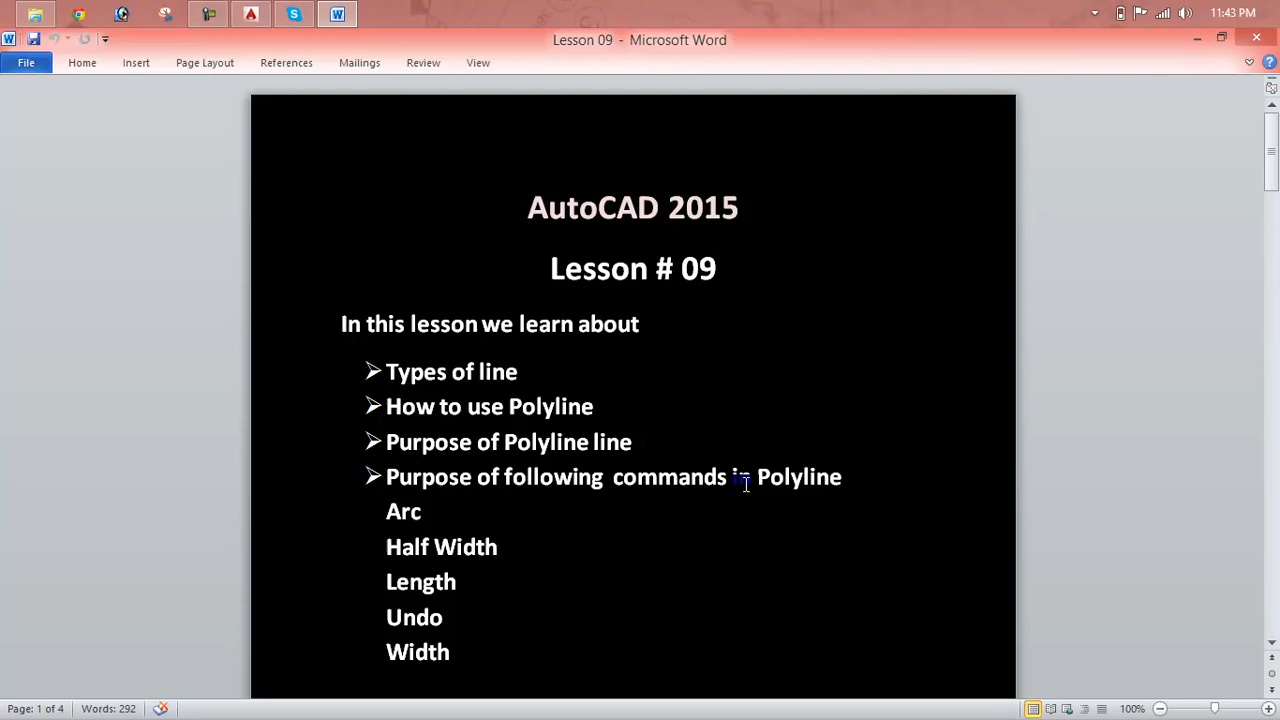 11:43 PM
Lesson 09 - Microsoft Word
File Home Insert Page Layout References Mailings Review View
AutoCAD 2015
Lesson # 09
In this lesson we learn about
Types of line
How to use Polyline
Purpose of Polyline line
Purpose of following commands in Polyline
Arc
Half Width
Length
Undo
Width
Page: 1 of 4 Words: 292 100%